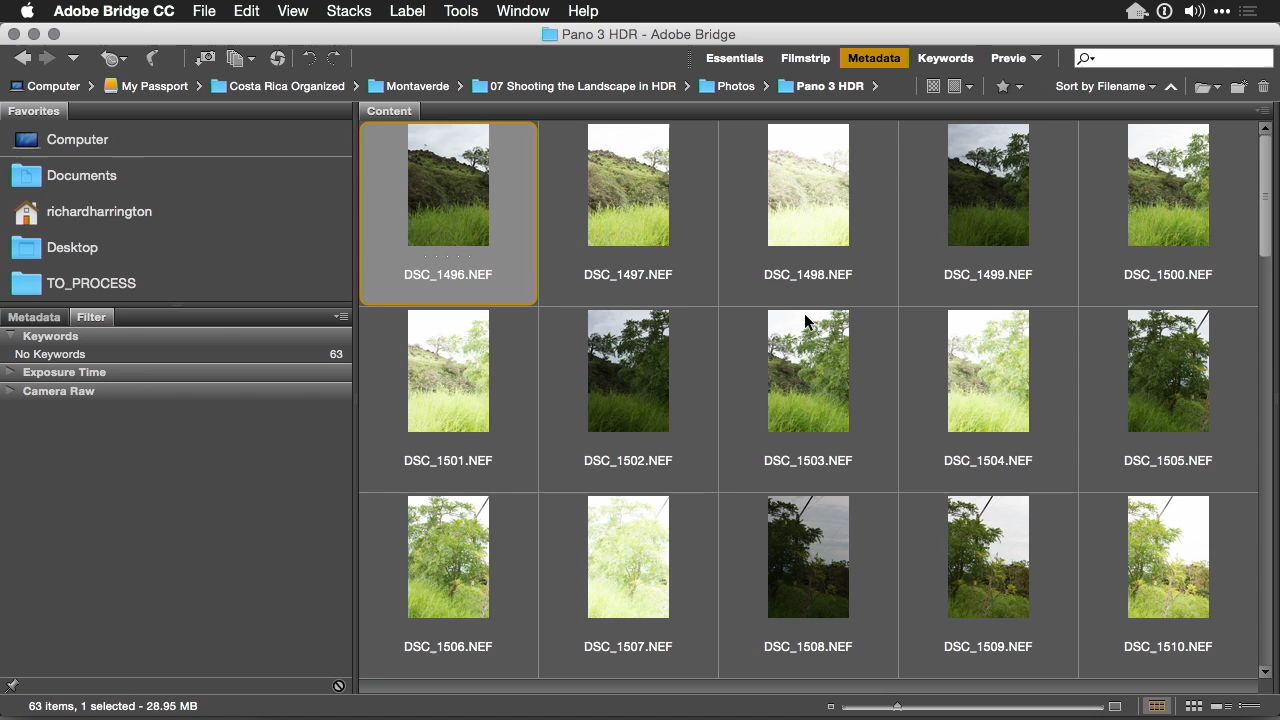 Adobe Bridge CC File Edit View Stacks Label Tools Window Help
Pano 3 HDR - Adobe Bridge
Essentials Filmstrip Metadata Keywords Previe
Computer My Passport Costa Rica Organized Montaverde 07 Shooting the Landscape in HDR Photos Pano 3 HDR Sort by Filename
Favorites
Content
Computer
Documents
richardharrington
Desktop
TO_PROCESS
Metadata Filter
Keywords
No Keywords 63
Exposure Time
Camera Raw
DSC_1496.NEF DSC_1497.NEF DSC_1498.NEF DSC_1499.NEF DSC_1500.NEF
DSC_1501.NEF DSC_1502.NEF DSC_1503.NEF DSC_1504.NEF DSC_1505.NEF
DSC_1506.NEF DSC_1507.NEF DSC_1508.NEF DSC_1509.NEF DSC_1510.NEF
63 items, 1 selected - 28.95 MB